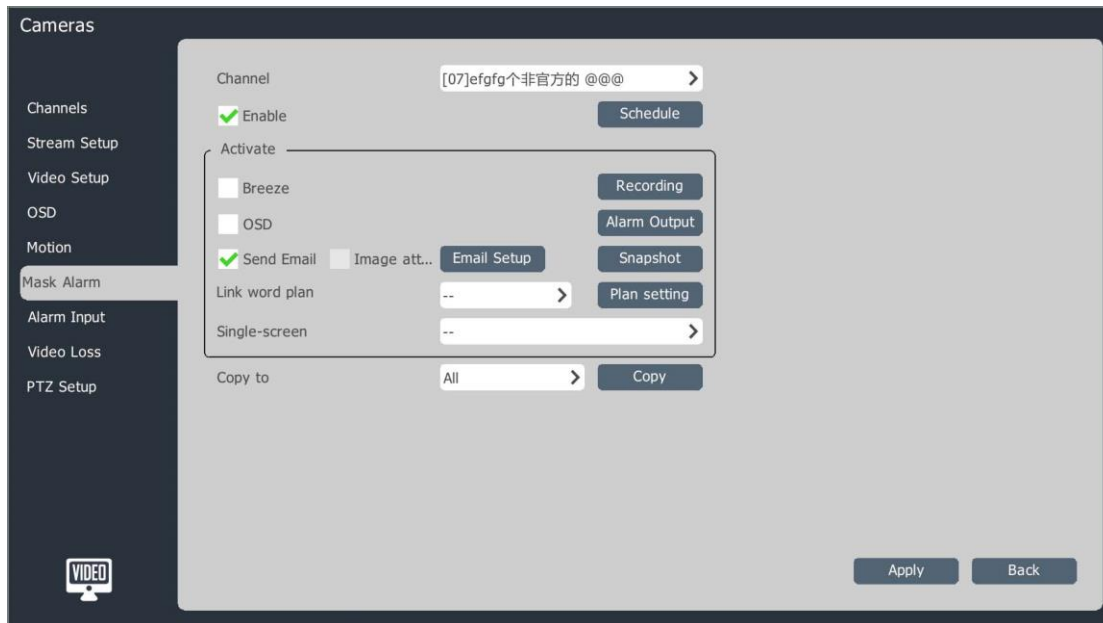 Cameras
Channels
Stream Setup
Video Setup
OSD
Motion
Mask Alarm
Alarm Input
Video Loss
PTZ Setup
VIDEO
Channel [07]efgfg个非官方的 @@@
Enable Schedule
Activate
Breeze Recording
OSD Alarm Output
Send Email Image att... Email Setup Snapshot
Link word plan -- Plan setting
Single-screen --
Copy to All Copy
Apply Back